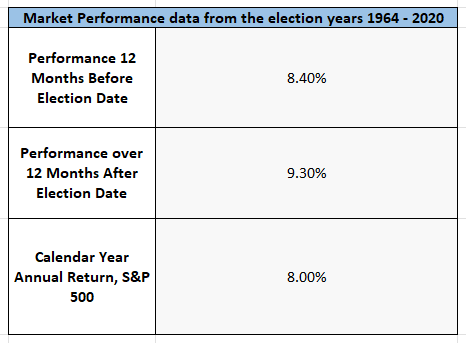 Market Performance data from the election years 1964 - 2020
Performance 12
Months Before
Election Date
8.40%
Performance over
12 Months After
Election Date
9.30%
Calendar Year
Annual Return, S&P
500
8.00%